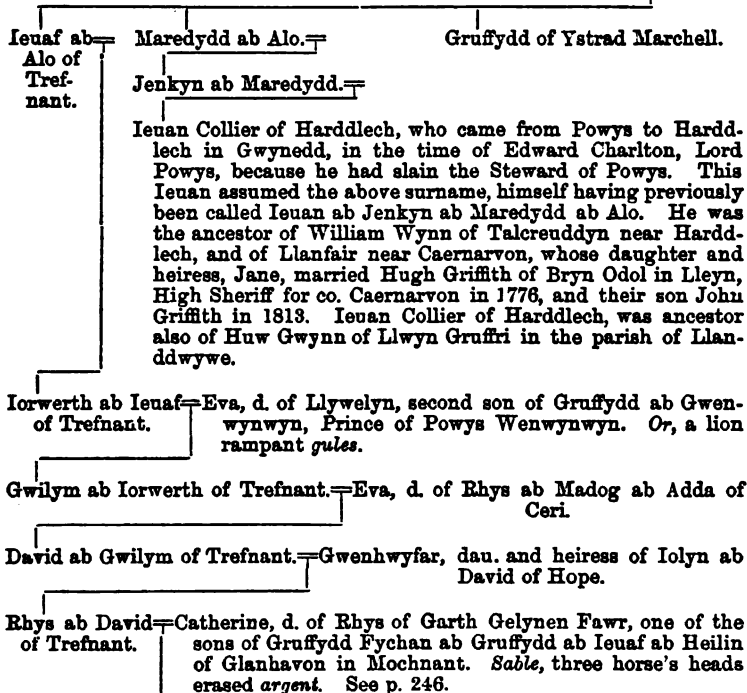 Ieuaf ab
Alo of
Tref-
nant.
Maredydd ab Alo.
Gruffydd of Ystrad Marchell.
Jenkyn ab Maredydd.
Ieuan Collier of Harddlech, who came from Powys to Hardd-
lech in Gwynedd, in the time of Edward Charlton, Lord
Powys, because he had slain the Steward of Powys. This
Ieuan assumed the above surname, himself having previously
been called Ieuan ab Jenkyn ab Maredydd ab Alo. He was
the ancestor of William Wynn of Talcreuddyn near Hardd-
lech, and of Llanfair near Caernarvon, whose daughter and
heiress, Jane, married Hugh Griffith of Bryn Odol in Lleyn,
High Sheriff for co. Caernarvon in 1776, and their son John
Griffith in 1813. Ieuan Collier of Harddlech, was ancestor
also of Huw Gwynn of Llwyn Gruffri in the parish of Llan-
ddwywe.
Iorwerth ab Ieuaf=Eva, d. of Llywelyn, second son of Gruffydd ab Gwen-
of Trefnant. wynwyn, Prince of Powys Wenwynwyn. Or, a lion
rampant gules.
Gwilym ab Iorwerth of Trefnant.=Eva, d. of Rhys ab Madog ab Adda of
Ceri.
David ab Gwilym of Trefnant.=Gwenhwyfar, dau. and heiress of Iolyn ab
David of Hope.
Rhys ab David=Catherine, d. of Rhys of Garth Gelynen Fawr, one of the
of Trefnant. sons of Gruffydd Fychan ab Gruffydd ab Ieuaf ab Heilin
of Glanhavon in Mochnant. Sable, three horse's heads
erased argent. See p. 246.